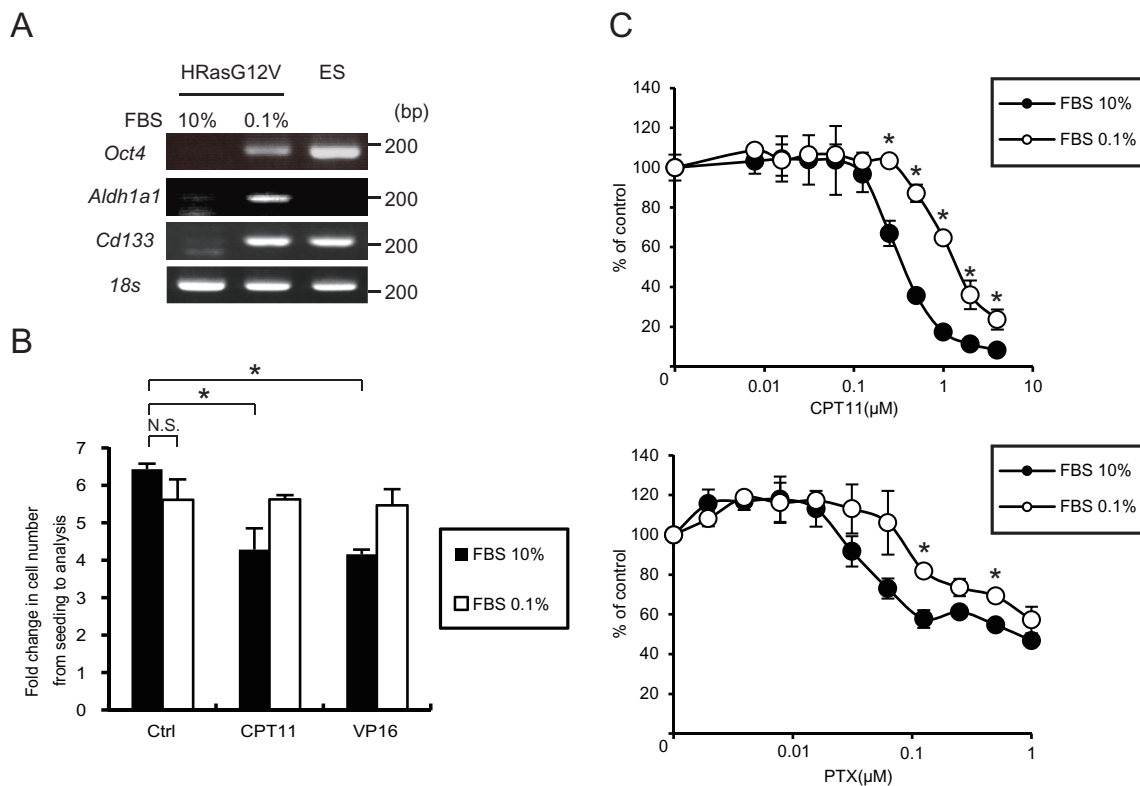 A
HRasG12V ES
FBS 10% 0.1% (bp)
Oct4 200
Aldh1a1 200
Cd133 200
18s 200
B
*
*
N.S.
Fold change in cell number
from seeding to analysis
7
6
5
4
3
2
1
0
Ctrl CPT11 VP16
FBS 10%
FBS 0.1%
C
% of control
140
120
100
80
60
40
20
0
0.01 0.1 1 10
CPT11(µM)
* * * * *
FBS 10%
FBS 0.1%
% of control
140
120
100
80
60
40
20
0
0.01 0.1 1
PTX(µM)
* *
FBS 10%
FBS 0.1%